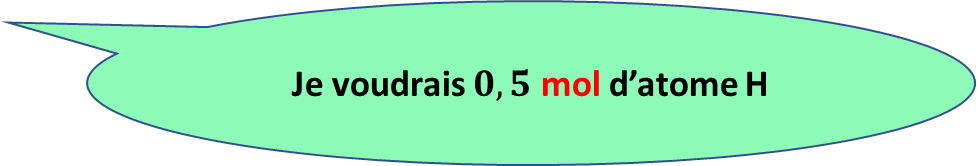 Je voudrais 0, 5 mol d’atome H